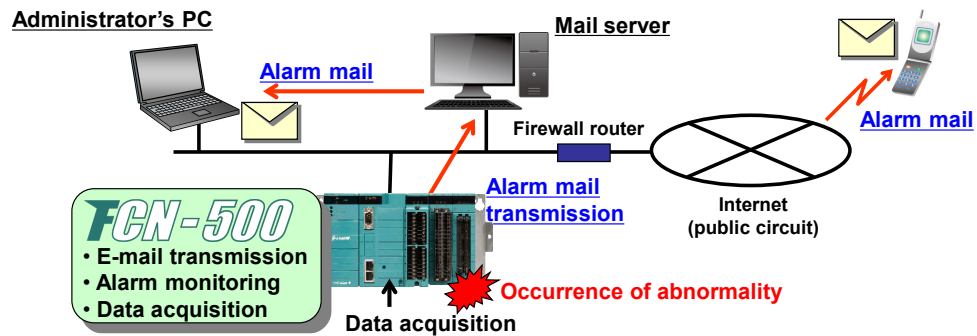 Administrator's PC
Mail server
Alarm mail
Firewall router
Alarm mail
Alarm mail
transmission
Internet
(public circuit)
FCN-500
• E-mail transmission
• Alarm monitoring
• Data acquisition
Occurrence of abnormality
Data acquisition